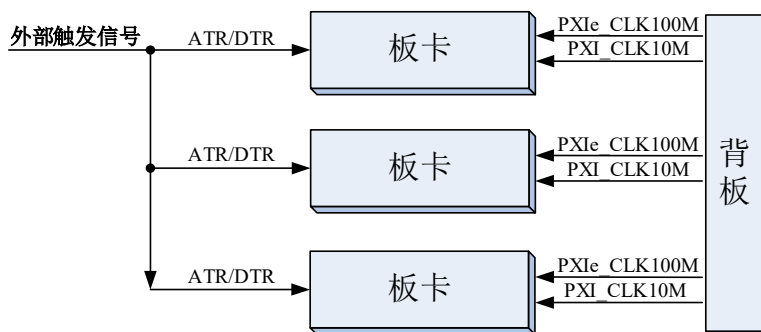 外部触发信号
ATR/DTR
板卡
PXIe_CLK100M
PXI_CLK10M
ATR/DTR
板卡
PXIe_CLK100M
PXI_CLK10M
背板
ATR/DTR
板卡
PXIe_CLK100M
PXI_CLK10M